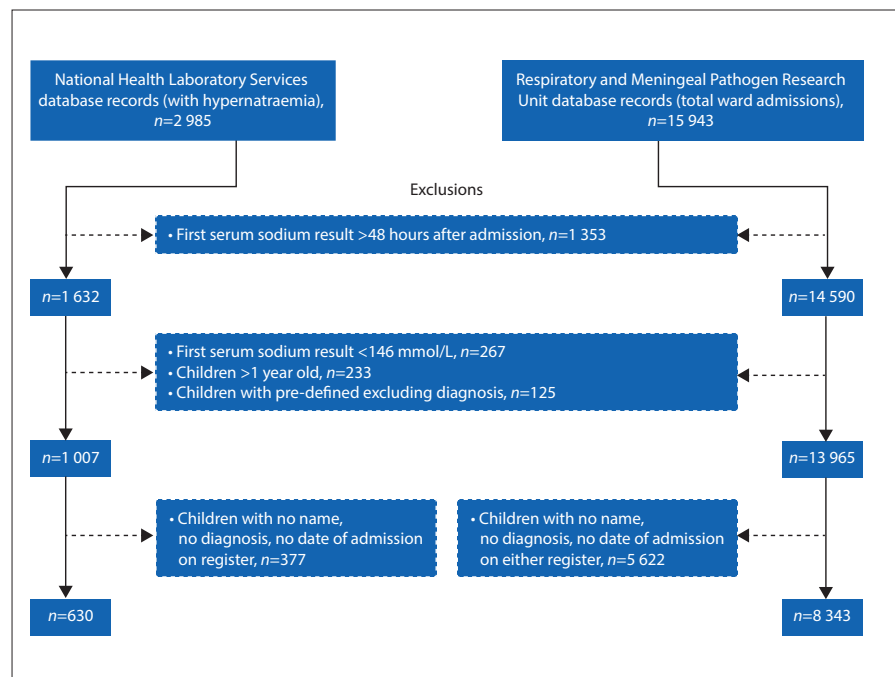 National Health Laboratory Services
database records (with hypernatraemia),
n=2 985
Respiratory and Meningeal Pathogen Research
Unit database records (total ward admissions),
n=15 943
Exclusions
• First serum sodium result >48 hours after admission, n=1 353
n=1 632
n=14 590
• First serum sodium result <146 mmol/L, n=267
• Children >1 year old, n=233
• Children with pre-defined excluding diagnosis, n=125
n=1 007
n=13 965
• Children with no name,
no diagnosis, no date of admission
on register, n=377
• Children with no name,
no diagnosis, no date of admission
on either register, n=5 622
n=630
n=8 343